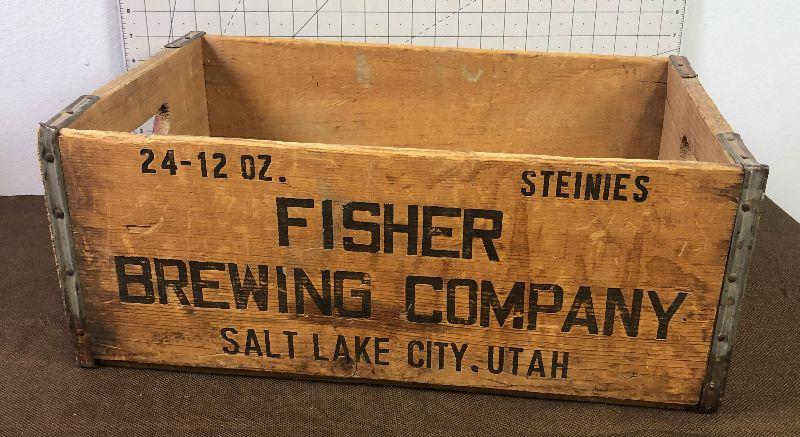 24-12 OZ.
STEINIES
FISHER
BREWING COMPANY
SALT LAKE CITY. UTAH